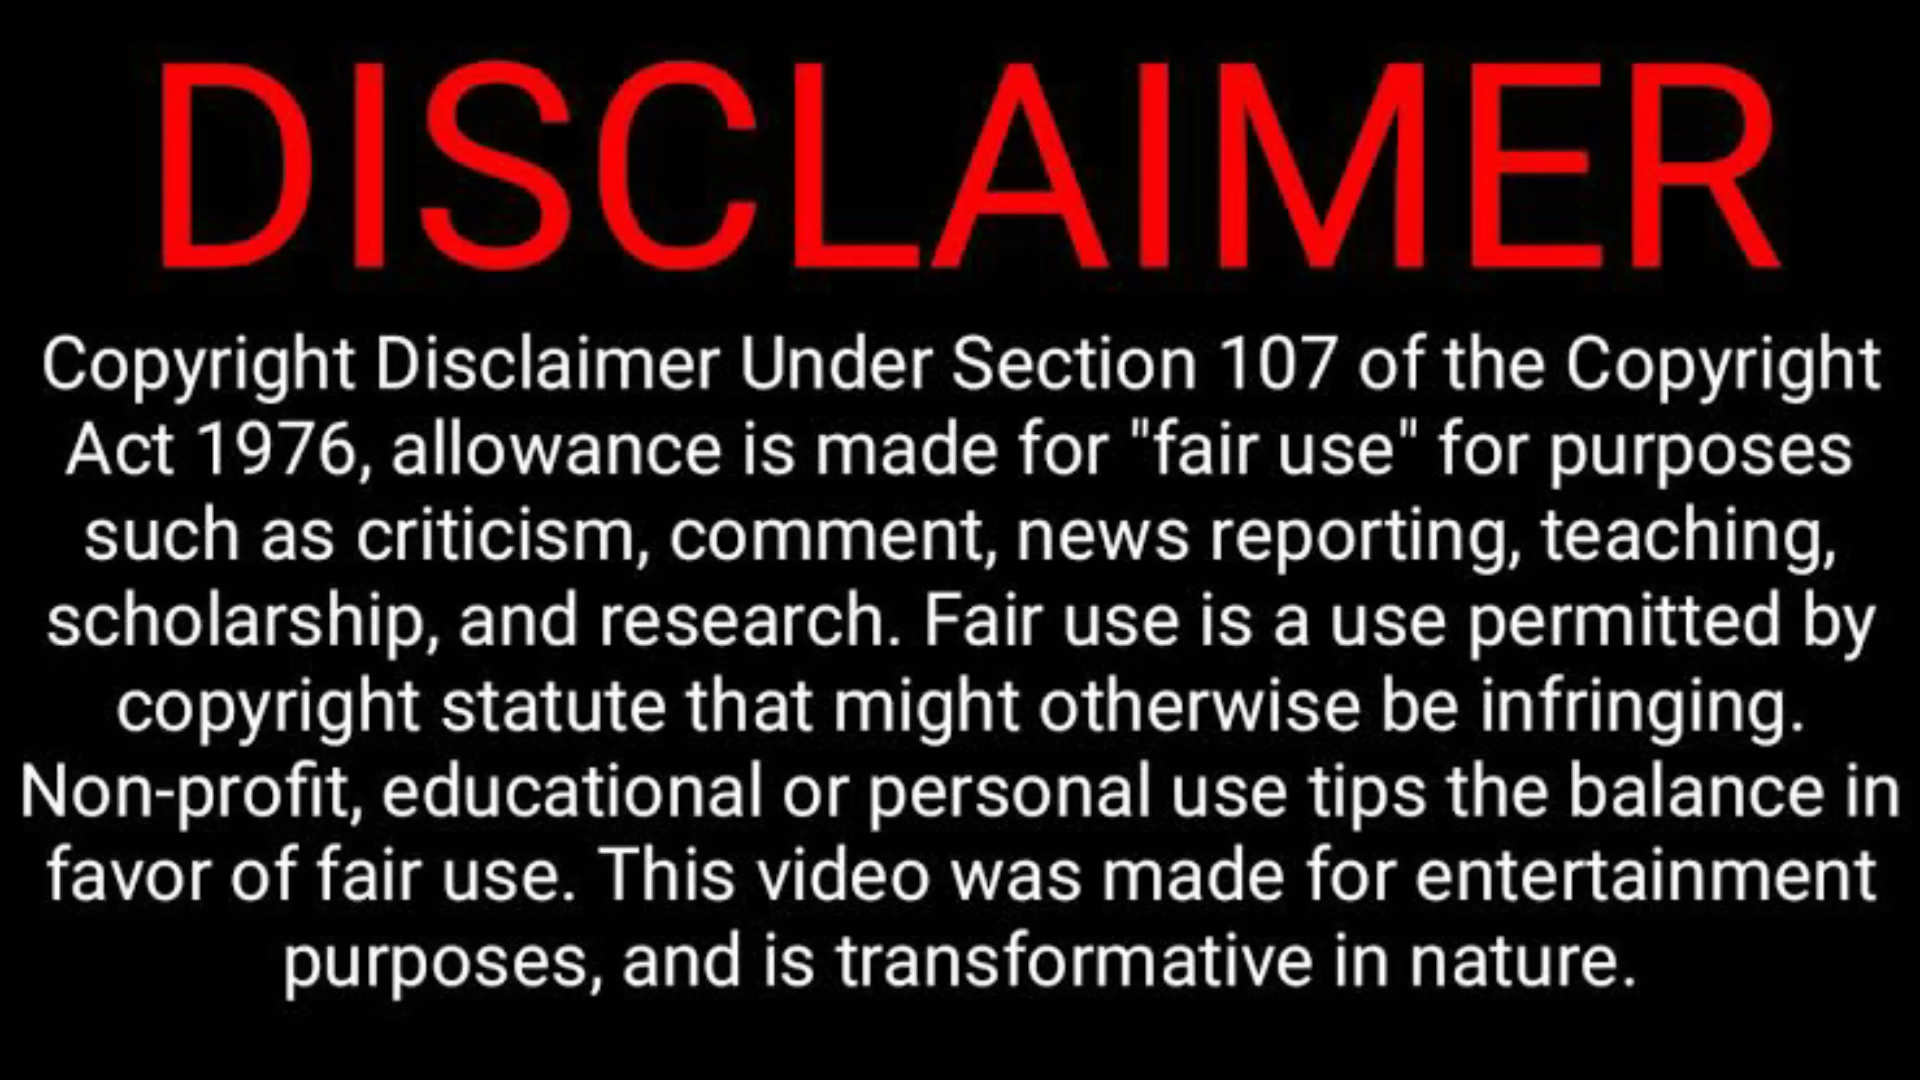 DISCLAIMER
Copyright Disclaimer Under Section 107 of the Copyright
Act 1976, allowance is made for "fair use" for purposes
such as criticism, comment, news reporting, teaching,
scholarship, and research. Fair use is a use permitted by
copyright statute that might otherwise be infringing.
Non-profit, educational or personal use tips the balance in
favor of fair use. This video was made for entertainment
purposes, and is transformative in nature.